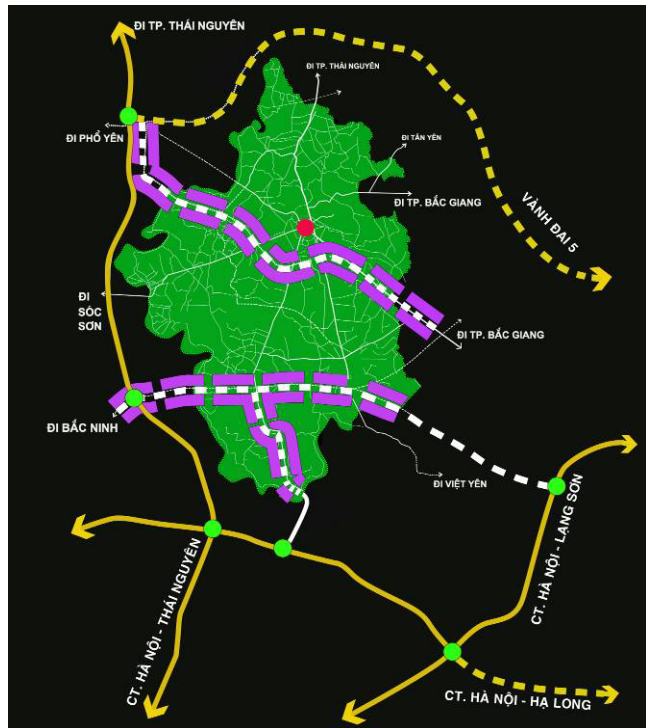 ĐI TP. THÁI NGUYÊN
ĐI TP. THÁI NGUYÊN
ĐI PHỔ YÊN
ĐI TÂN YÊN
ĐI TP. BẮC GIANG
VÀNH ĐAI 5
ĐI
SÓC
SƠN
ĐI TP. BẮC GIANG
ĐI BẮC NINH
ĐI VIỆT YÊN
CT. HÀ NỘI - LẠNG SƠN
CT. HÀ NỘI - THÁI NGUYÊN
CT. HÀ NỘI - HẠ LONG